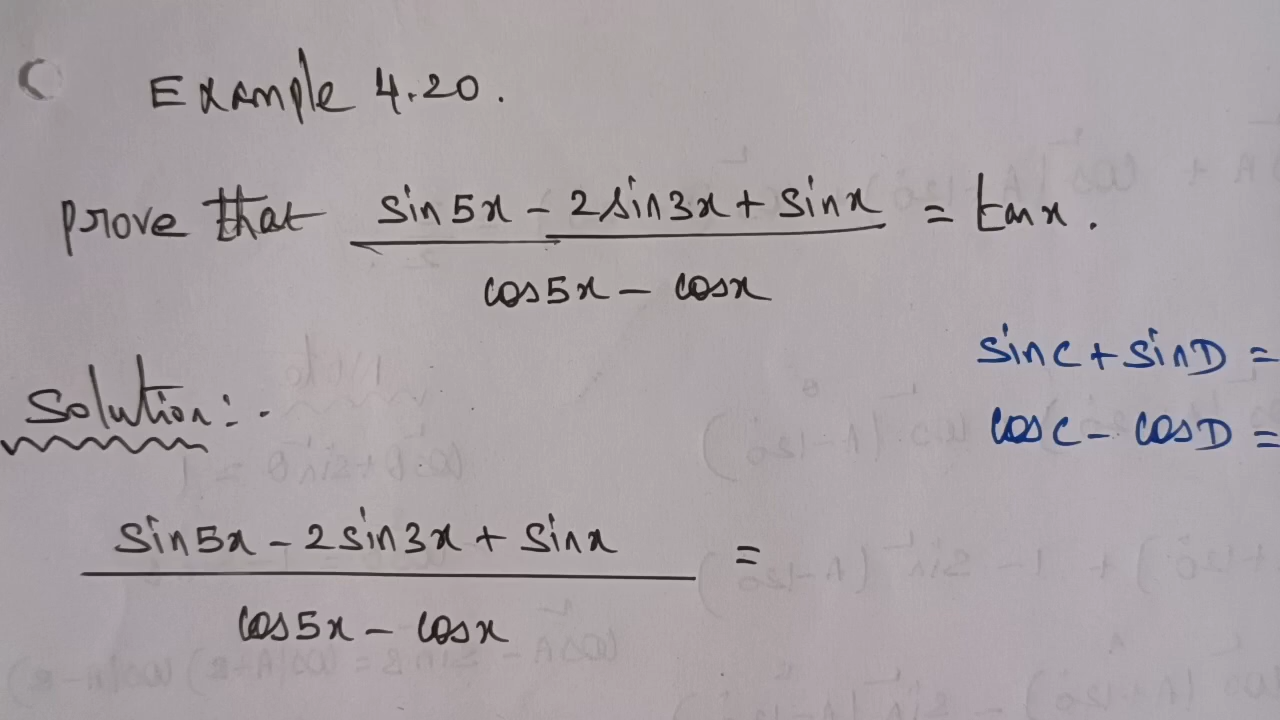 Example 4.20.
Prove that (sin5x - 2sin3x + sinx) / (cos5x - cosx) = tanx.
sinC + sinD =
cosC - cosD =
Solution:-
(sin5x - 2sin3x + sinx) / (cos5x - cosx) =